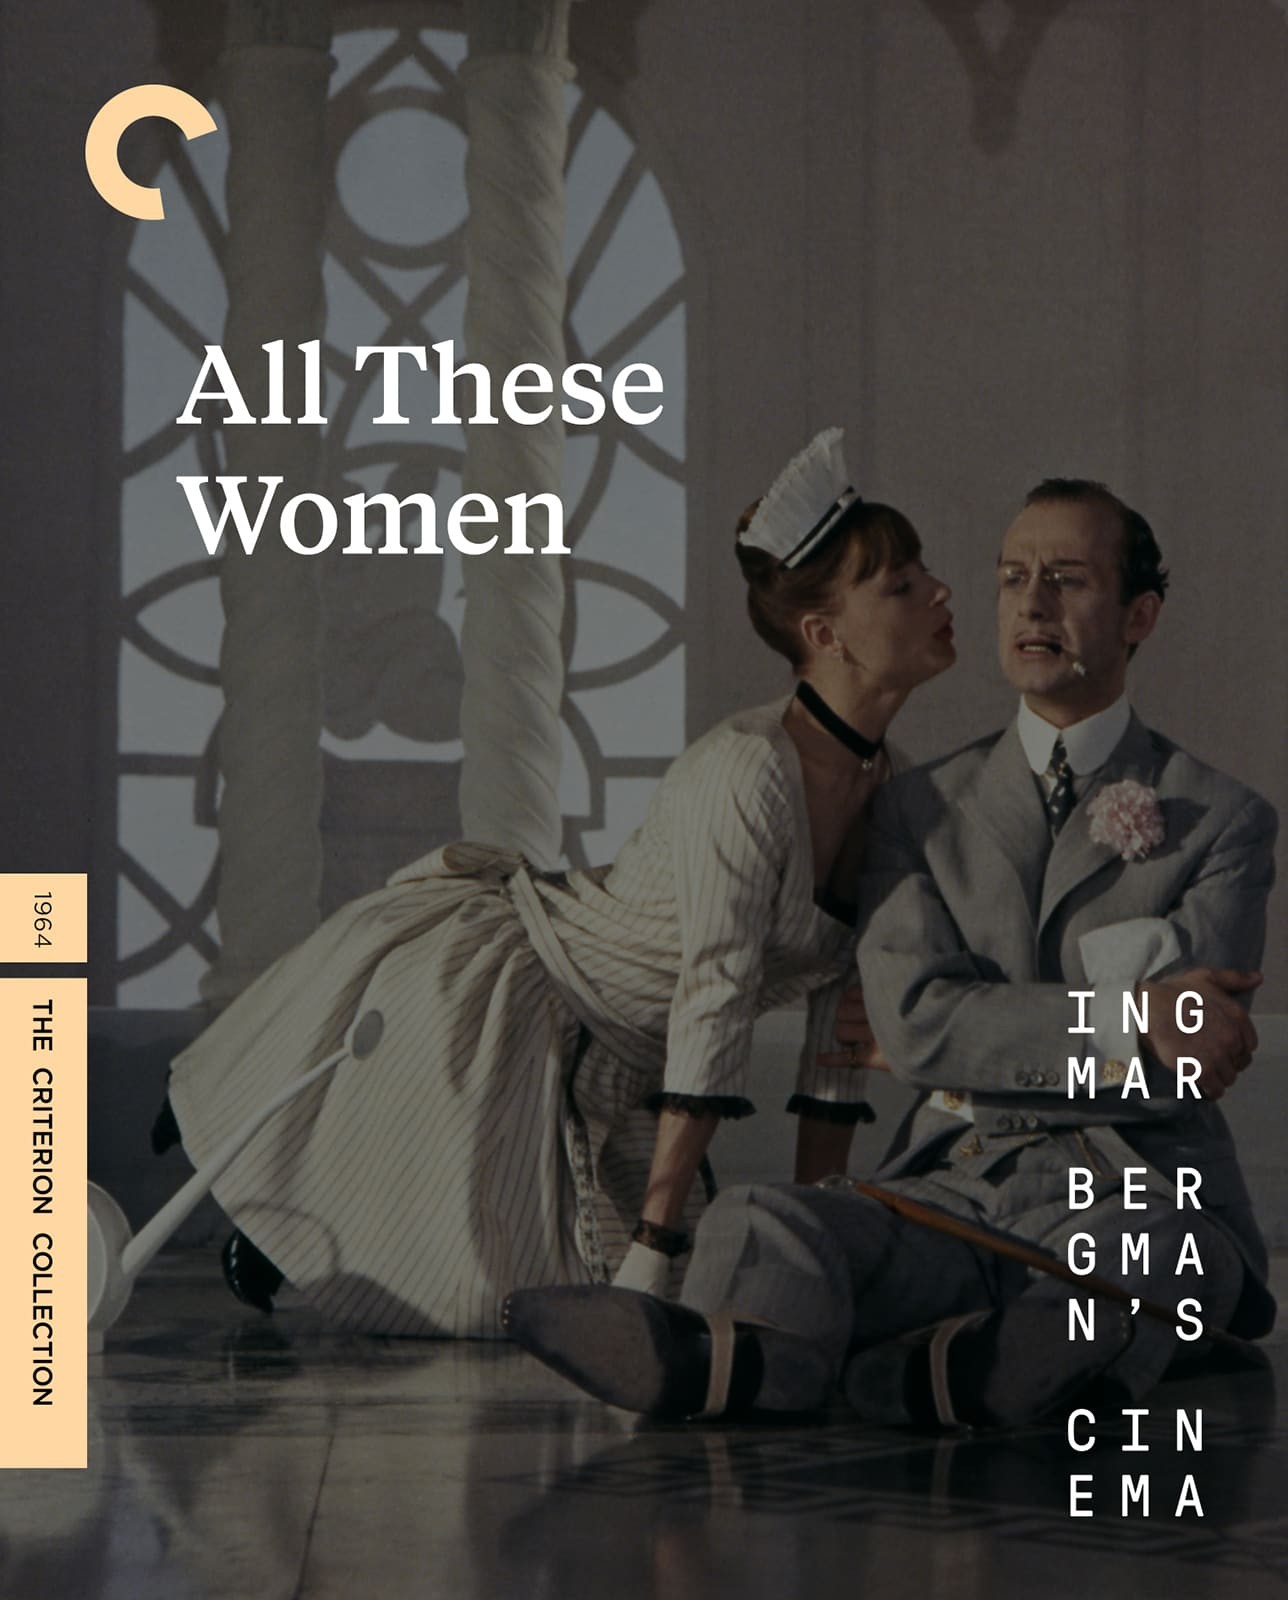 All These
Women
1964
THE CRITERION COLLECTION
ING
MAR
BER
GMA
N'S
CIN
EMA